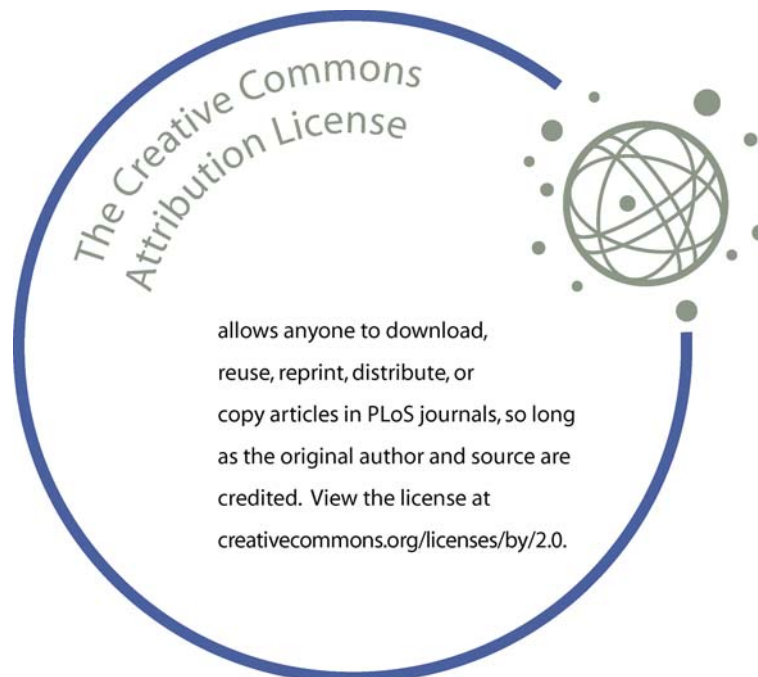 The Creative Commons
Attribution License
allows anyone to download,
reuse, reprint, distribute, or
copy articles in PLoS journals, so long
as the original author and source are
credited. View the license at
creativecommons.org/licenses/by/2.0.